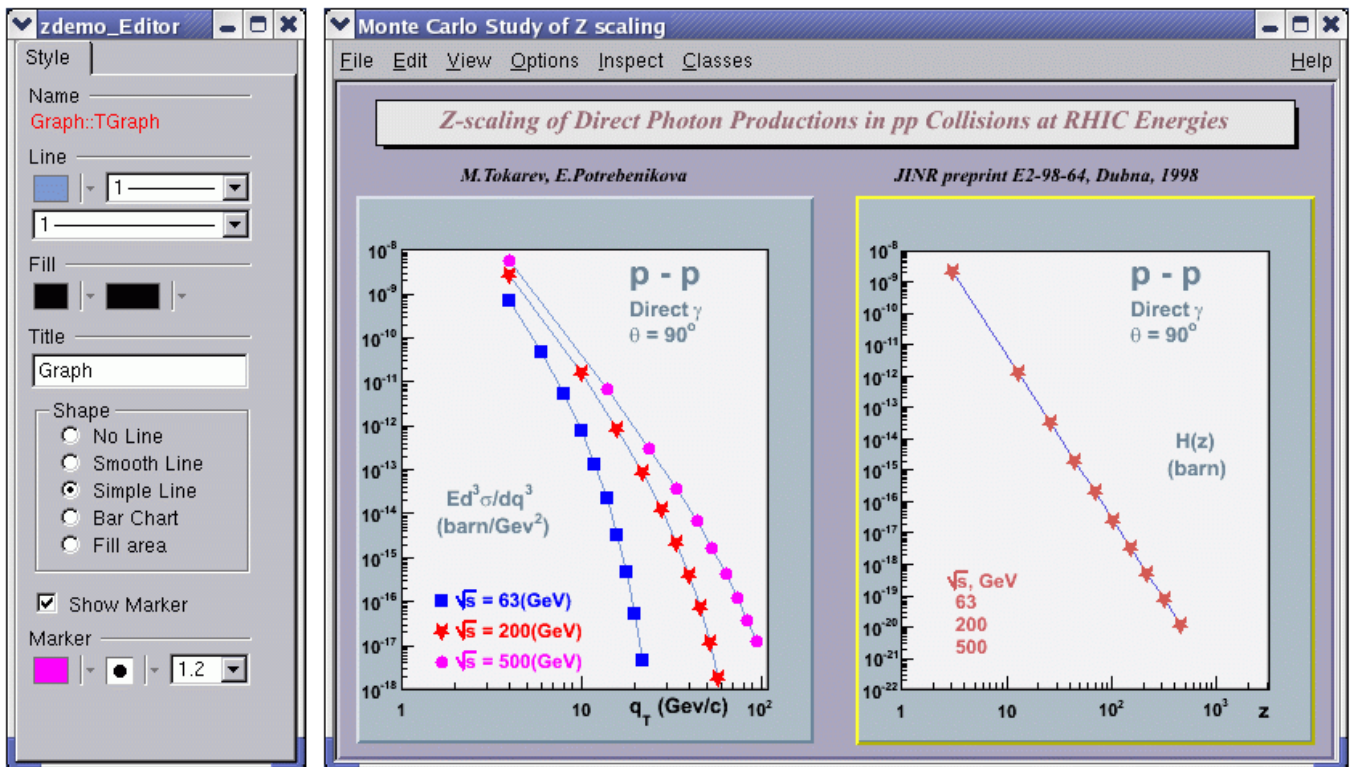 zdemo_Editor
Style
Name
Graph::TGraph
Line
1
1
Fill
Title
Graph
Shape
No Line
Smooth Line
Simple Line
Bar Chart
Fill area
Show Marker
Marker
1.2
Monte Carlo Study of Z scaling
File Edit View Options Inspect Classes Help
Z-scaling of Direct Photon Productions in pp Collisions at RHIC Energies
M.Tokarev, E.Potrebenikova
JINR preprint E2-98-64, Dubna, 1998
10⁻⁸
10⁻⁹
10⁻¹⁰
10⁻¹¹
10⁻¹²
10⁻¹³
10⁻¹⁴
10⁻¹⁵
10⁻¹⁶
10⁻¹⁷
10⁻¹⁸
p - p
Direct γ
θ = 90°
Ed³σ/dq³
(barn/Gev²)
√s = 63(GeV)
√s = 200(GeV)
√s = 500(GeV)
1 10 q_T (Gev/c) 10²
10⁻⁸
10⁻⁹
10⁻¹⁰
10⁻¹¹
10⁻¹²
10⁻¹³
10⁻¹⁴
10⁻¹⁵
10⁻¹⁶
10⁻¹⁷
10⁻¹⁸
10⁻¹⁹
10⁻²⁰
10⁻²¹
10⁻²²
p - p
Direct γ
θ = 90°
H(z)
(barn)
√s, GeV
63
200
500
1 10 10² 10³ z